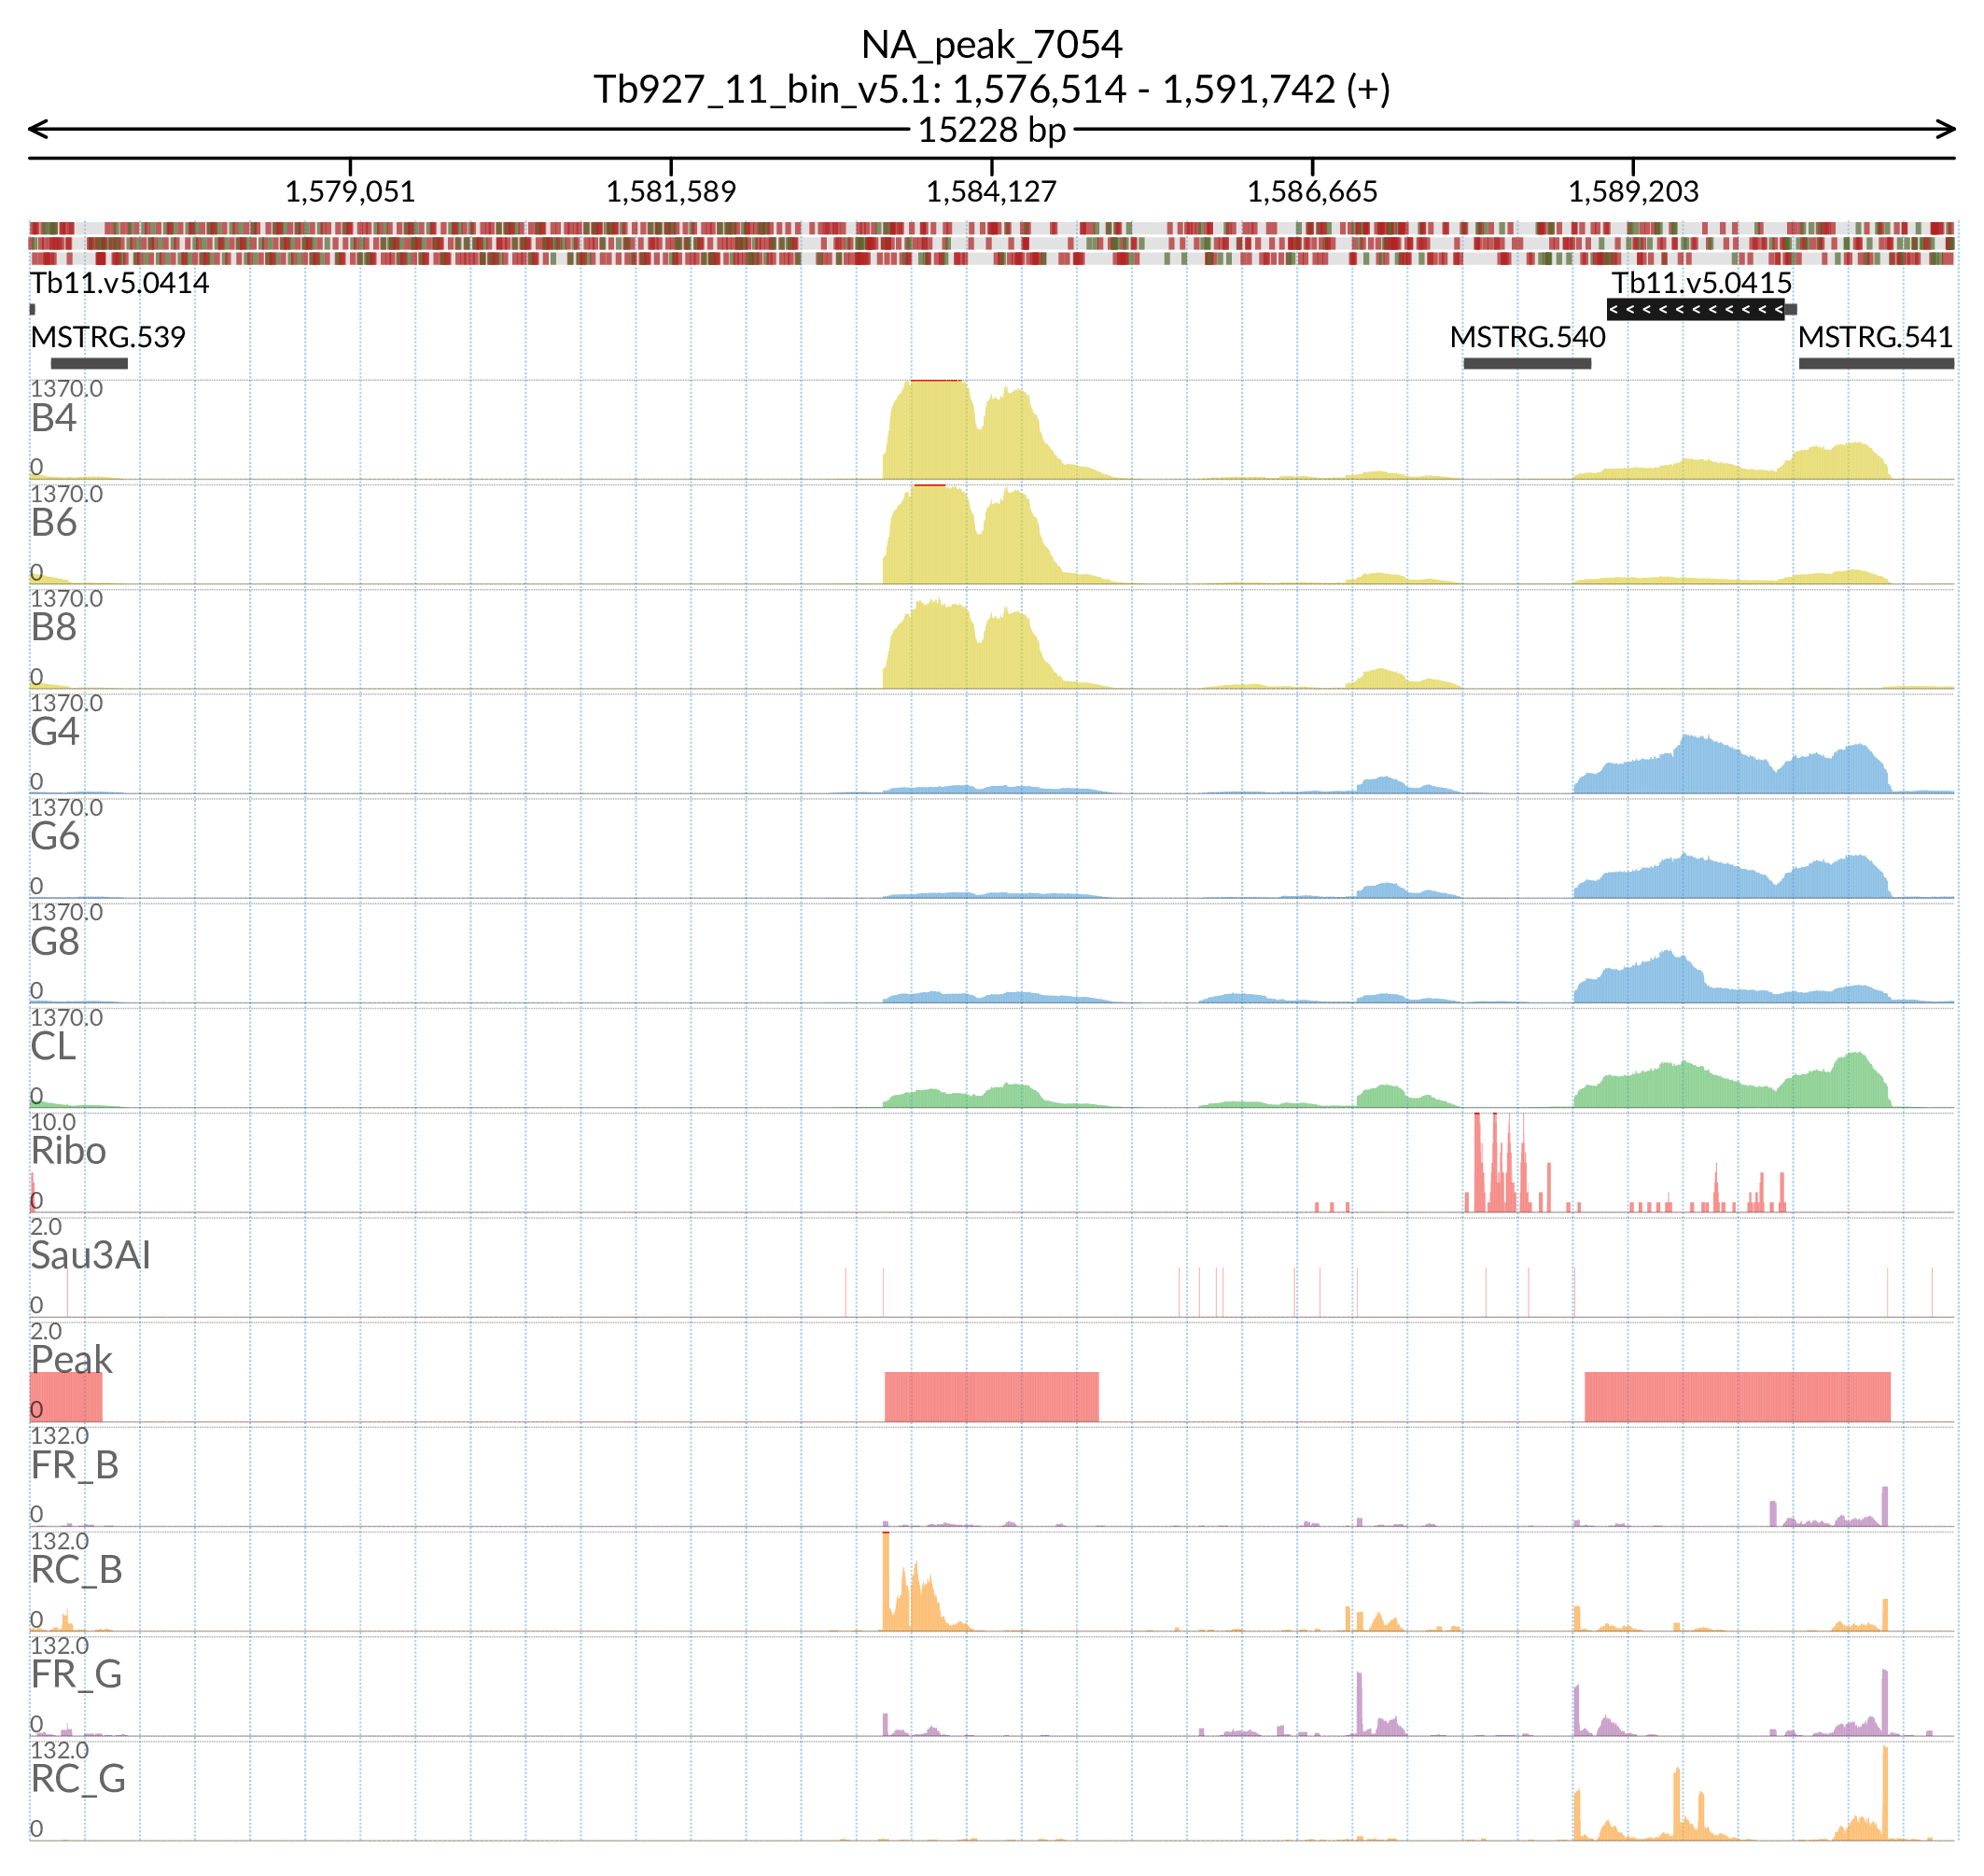 NA_peak_7054
Tb927_11_bin_v5.1: 1,576,514 - 1,591,742 (+)
15228 bp
1,579,051 1,581,589 1,584,127 1,586,665 1,589,203
Tb11.v5.0414 Tb11.v5.0415
< < < < < < < < < < <
MSTRG.539 MSTRG.540 MSTRG.541
1370.0
B4
0
1370.0
B6
0
1370.0
B8
0
1370.0
G4
0
1370.0
G6
0
1370.0
G8
0
1370.0
CL
0
10.0
Ribo
0
2.0
Sau3AI
0
2.0
Peak
0
132.0
FR_B
0
132.0
RC_B
0
132.0
FR_G
0
132.0
RC_G
0